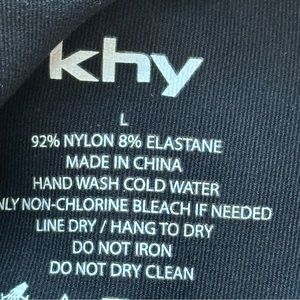 khy
L
92% NYLON 8% ELASTANE
MADE IN CHINA
HAND WASH COLD WATER
NLY NON-CHLORINE BLEACH IF NEEDED
LINE DRY / HANG TO DRY
DO NOT IRON
DO NOT DRY CLEAN